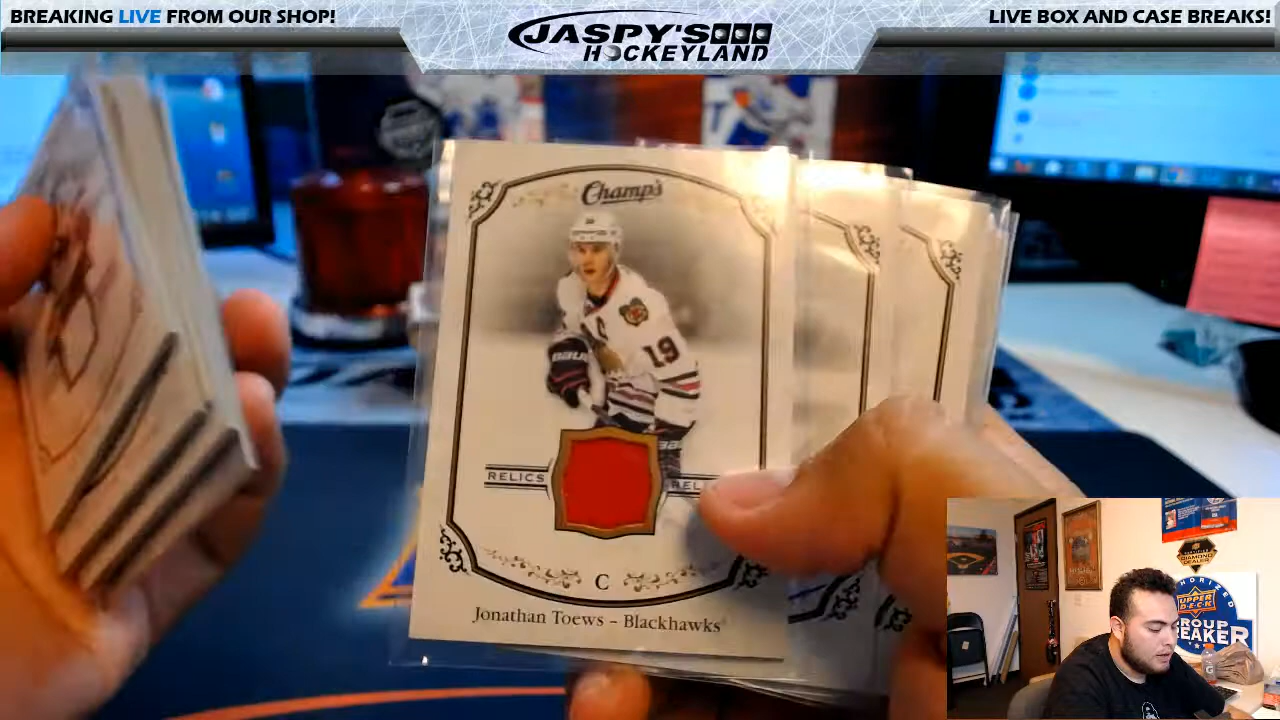 BREAKING LIVE FROM OUR SHOP!
JASPY'S
HOCKEYLAND
LIVE BOX AND CASE BREAKS!
Champ's
19
RELICS
C
Jonathan Toews - Blackhawks
UPPER DECK
GROUP
BREAKER
DIAMOND